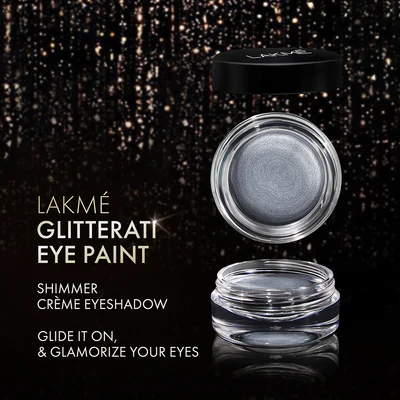 LAKMÉ
LAKMÉ
GLITTERATI
EYE PAINT
SHIMMER
CRÈME EYESHADOW
GLIDE IT ON,
& GLAMORIZE YOUR EYES